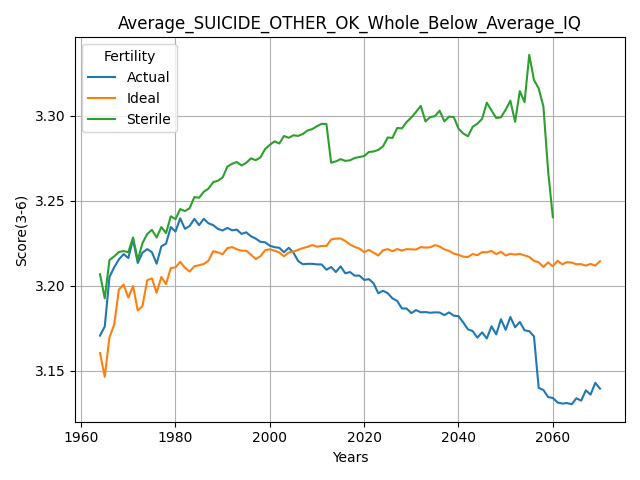 Average_SUICIDE_OTHER_OK_Whole_Below_Average_IQ
Fertility
Actual
Ideal
Sterile
Score(3-6)
3.30
3.25
3.20
3.15
1960 1980 2000 2020 2040 2060
Years